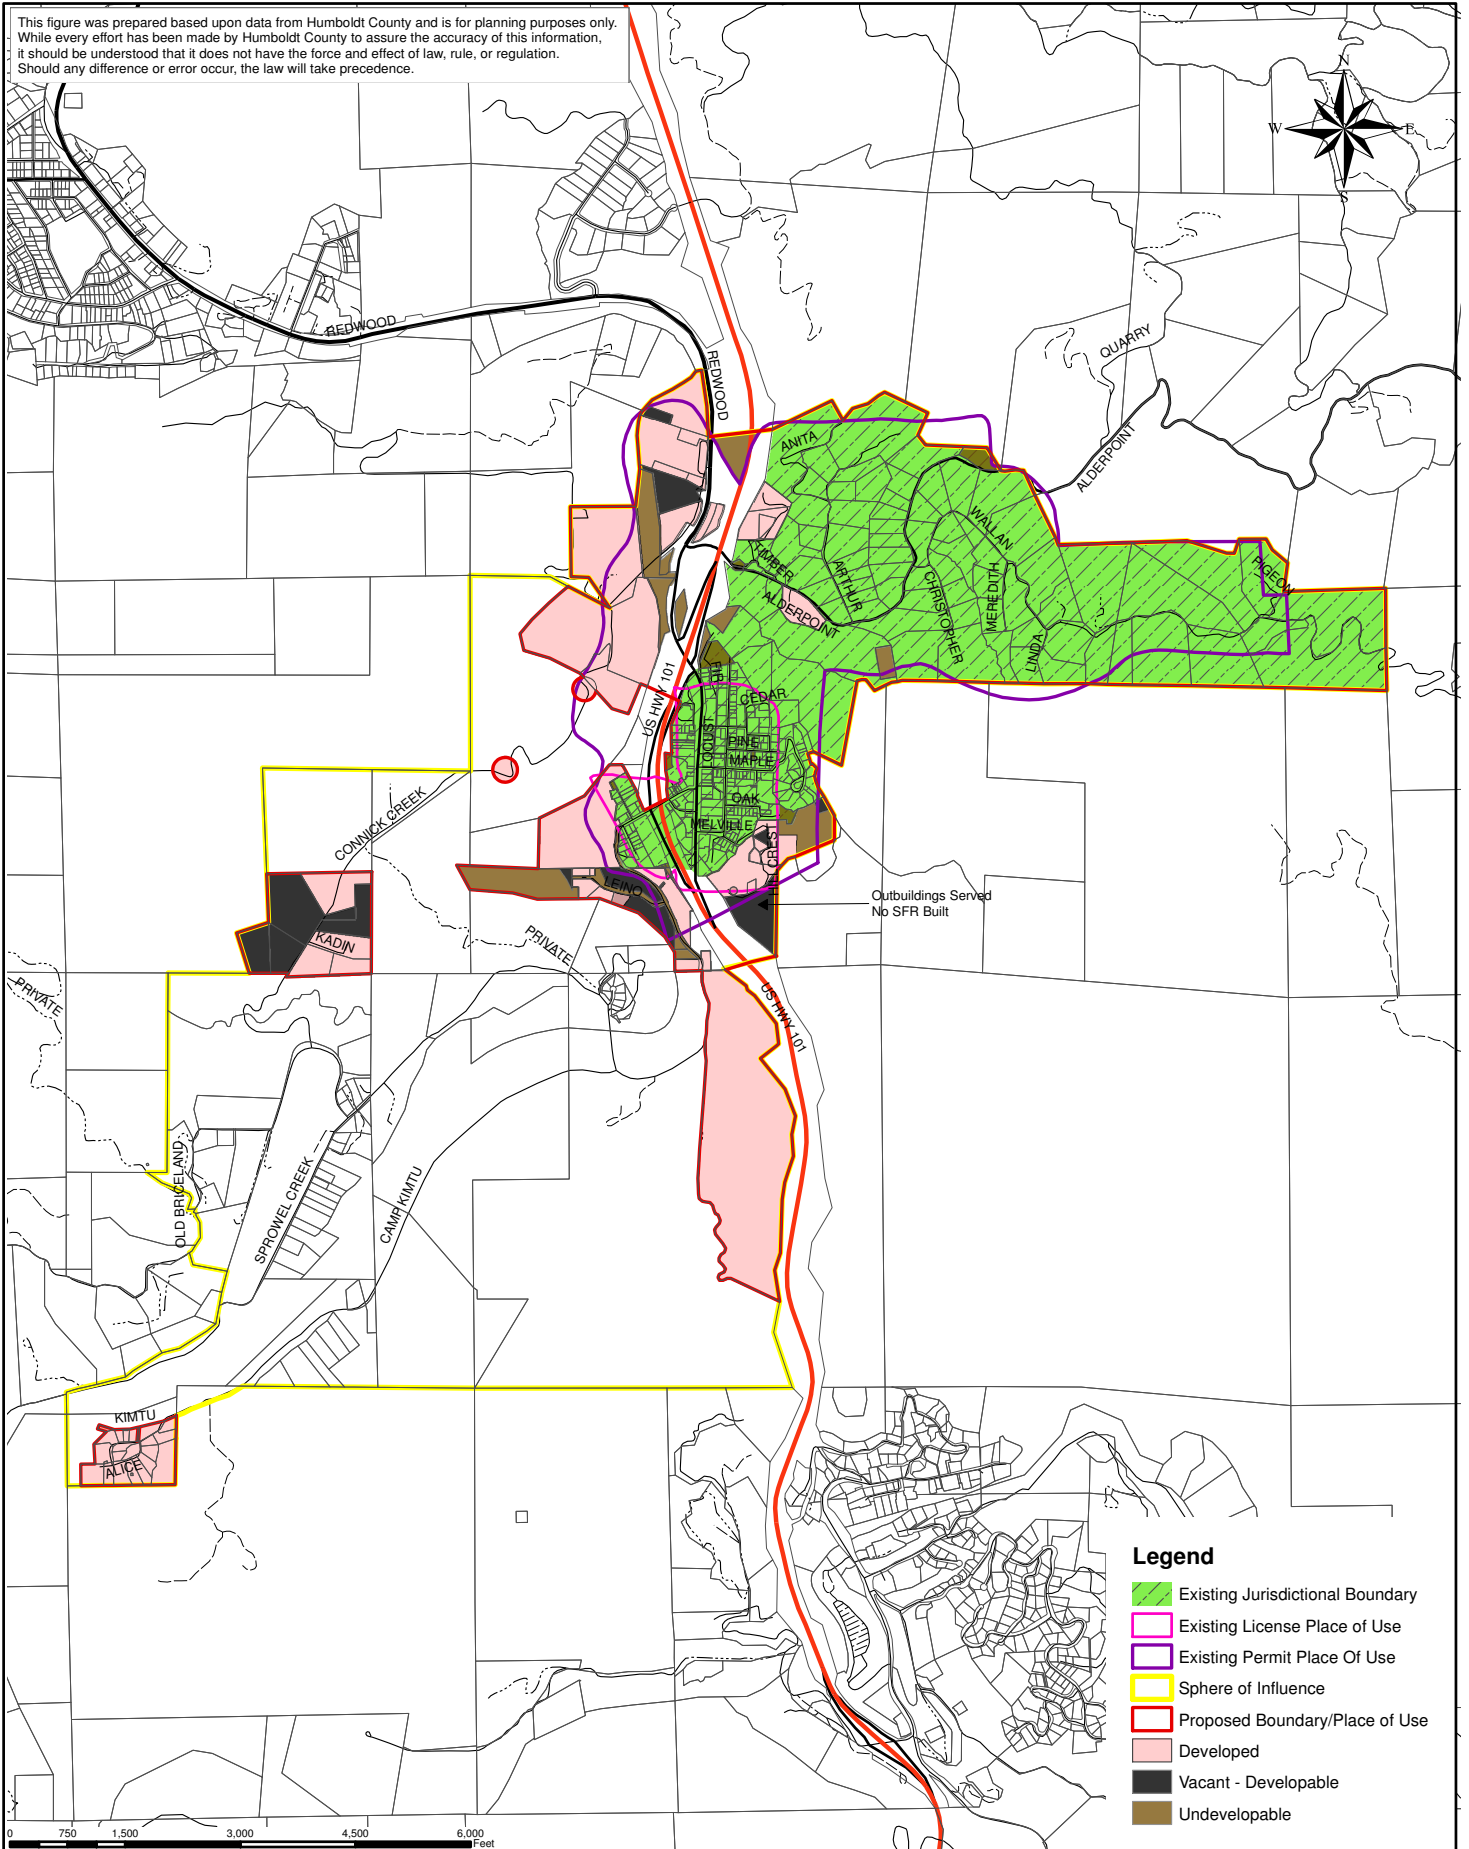 This figure was prepared based upon data from Humboldt County and is for planning purposes only.
While every effort has been made by Humboldt County to assure the accuracy of this information,
it should be understood that it does not have the force and effect of law, rule, or regulation.
Should any difference or error occur, the law will take precedence.
N
W
E
S
REDWOOD
REDWOOD
QUARRY
ALDERPOINT
ANITA
WALLAN
TIMBER
ARTHUR
ALDERPOINT
CHRISTOPHER
MEREDITH
LINDA
PIGEON
US HWY 101
FIR
CEDAR
LOCUST
PINE
MAPLE
OAK
MELVILLE
HILLCREST
CONNICK CREEK
LEINO
Outbuildings Served
No SFR Built
KADIN
PRIVATE
PRIVATE
US HWY 101
OLD BRICELAND
SPROWEL CREEK
CAMP KIMTU
KIMTU
ALICE
Legend
Existing Jurisdictional Boundary
Existing License Place of Use
Existing Permit Place Of Use
Sphere of Influence
Proposed Boundary/Place of Use
Developed
Vacant - Developable
Undevelopable
0 750 1,500 3,000 4,500 6,000
Feet